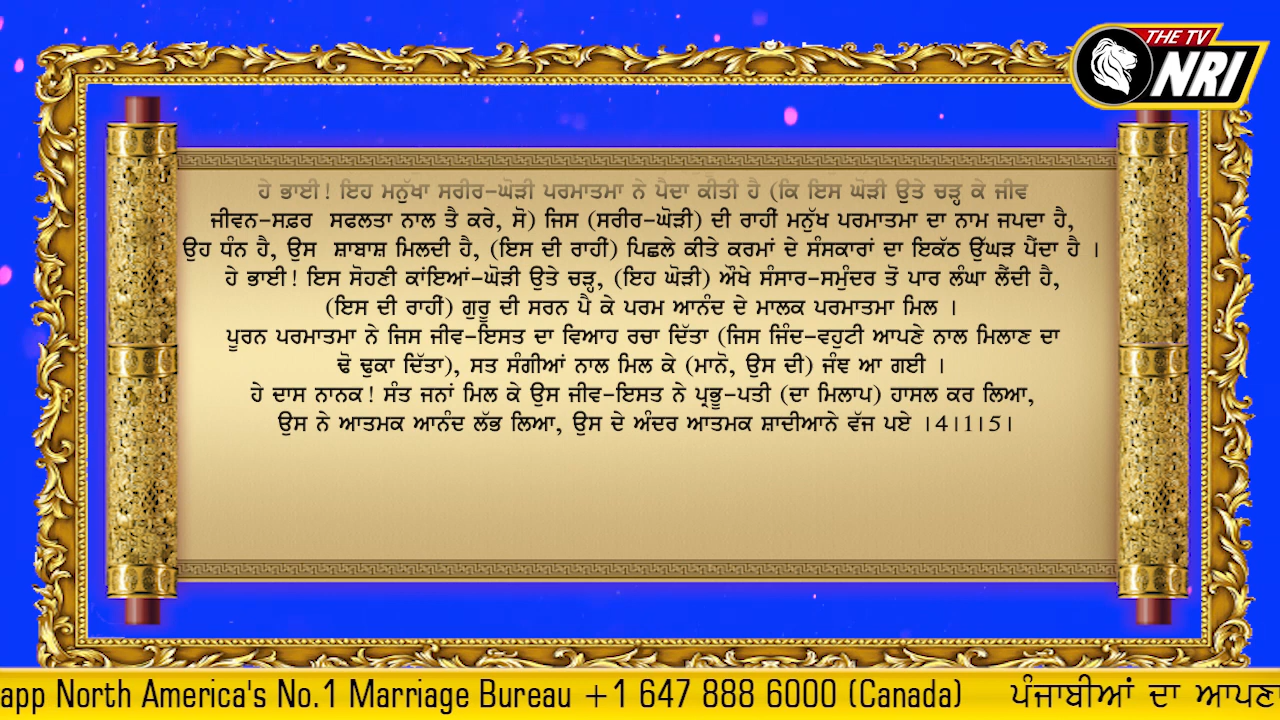 THE TV
NRI
ਹੇ ਭਾਈ! ਇਹ ਮਨੁੱਖਾ ਸਰੀਰ-ਘੋੜੀ ਪਰਮਾਤਮਾ ਨੇ ਪੈਦਾ ਕੀਤੀ ਹੈ (ਕਿ ਇਸ ਘੋੜੀ ਉਤੇ ਚੜ੍ਹ ਕੇ ਜੀਵ
ਜੀਵਨ-ਸਫ਼ਰ ਸਫਲਤਾ ਨਾਲ ਤੈ ਕਰੇ, ਸੋ) ਜਿਸ (ਸਰੀਰ-ਘੋੜੀ) ਦੀ ਰਾਹੀਂ ਮਨੁੱਖ ਪਰਮਾਤਮਾ ਦਾ ਨਾਮ ਜਪਦਾ ਹੈ,
ਉਹ ਧੰਨ ਹੈ, ਉਸ ਸ਼ਾਬਾਸ਼ ਮਿਲਦੀ ਹੈ, (ਇਸ ਦੀ ਰਾਹੀਂ) ਪਿਛਲੇ ਕੀਤੇ ਕਰਮਾਂ ਦੇ ਸੰਸਕਾਰਾਂ ਦਾ ਇਕੱਠ ਉੱਘੜ ਪੈਂਦਾ ਹੈ ।
ਹੇ ਭਾਈ! ਇਸ ਸੋਹਣੀ ਕਾਂਇਆਂ-ਘੋੜੀ ਉਤੇ ਚੜ੍ਹ, (ਇਹ ਘੋੜੀ) ਔਖੇ ਸੰਸਾਰ-ਸਮੁੰਦਰ ਤੋਂ ਪਾਰ ਲੰਘਾ ਲੈਂਦੀ ਹੈ,
(ਇਸ ਦੀ ਰਾਹੀਂ) ਗੁਰੂ ਦੀ ਸਰਨ ਪੈ ਕੇ ਪਰਮ ਆਨੰਦ ਦੇ ਮਾਲਕ ਪਰਮਾਤਮਾ ਮਿਲ ।
ਪੂਰਨ ਪਰਮਾਤਮਾ ਨੇ ਜਿਸ ਜੀਵ-ਇਸਤ ਦਾ ਵਿਆਹ ਰਚਾ ਦਿੱਤਾ (ਜਿਸ ਜਿੰਦ-ਵਹੁਟੀ ਆਪਣੇ ਨਾਲ ਮਿਲਾਣ ਦਾ
ਢੋ ਢੁਕਾ ਦਿੱਤਾ), ਸਤ ਸੰਗੀਆਂ ਨਾਲ ਮਿਲ ਕੇ (ਮਾਨੋ, ਉਸ ਦੀ) ਜੰਞ ਆ ਗਈ ।
ਹੇ ਦਾਸ ਨਾਨਕ! ਸੰਤ ਜਨਾਂ ਮਿਲ ਕੇ ਉਸ ਜੀਵ-ਇਸਤ ਨੇ ਪ੍ਰਭੂ-ਪਤੀ (ਦਾ ਮਿਲਾਪ) ਹਾਸਲ ਕਰ ਲਿਆ,
ਉਸ ਨੇ ਆਤਮਕ ਆਨੰਦ ਲੱਭ ਲਿਆ, ਉਸ ਦੇ ਅੰਦਰ ਆਤਮਕ ਸ਼ਾਦੀਆਨੇ ਵੱਜ ਪਏ ।4।1।5।
app North America's No.1 Marriage Bureau +1 647 888 6000 (Canada) ਪੰਜਾਬੀਆਂ ਦਾ ਆਪਣਾ